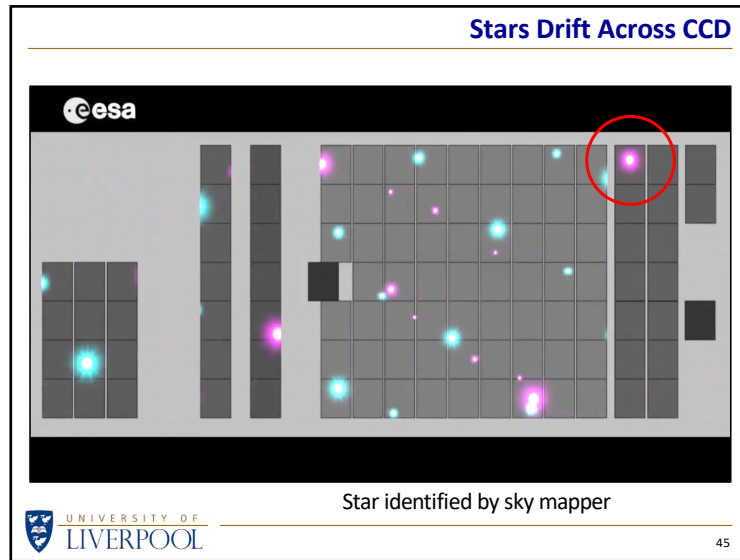 Stars Drift Across CCD
esa
Star identified by sky mapper
UNIVERSITY OF
LIVERPOOL
45